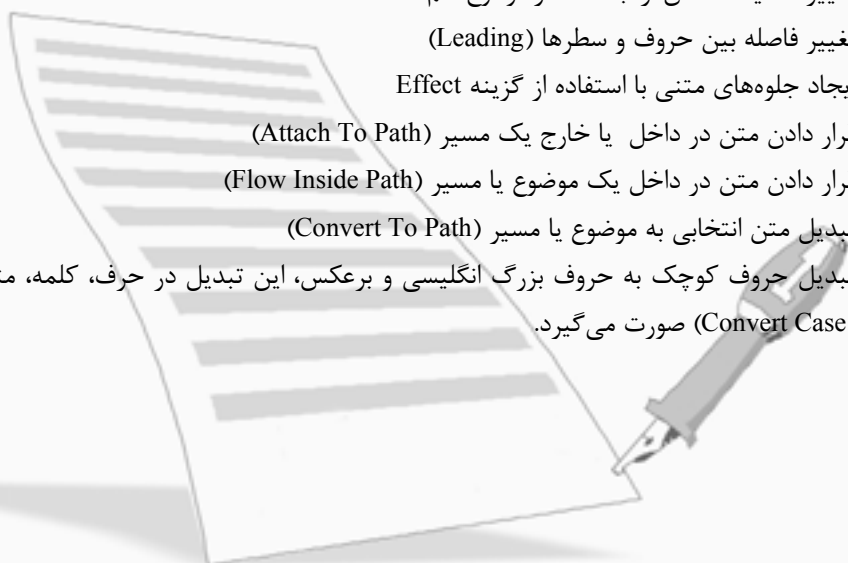 تغییر فاصله بین حروف و سطرها (Leading)
ایجاد جلوه‌های متنی با استفاده از گزینه Effect
قرار دادن متن در داخل یا خارج یک مسیر (Attach To Path)
قرار دادن متن در داخل یک موضوع یا مسیر (Flow Inside Path)
تبدیل متن انتخابی به موضوع یا مسیر (Convert To Path)
تبدیل حروف کوچک به حروف بزرگ انگلیسی و برعکس، این تبدیل در حرف، کلمه،
Convert Case) صورت می‌گیرد.